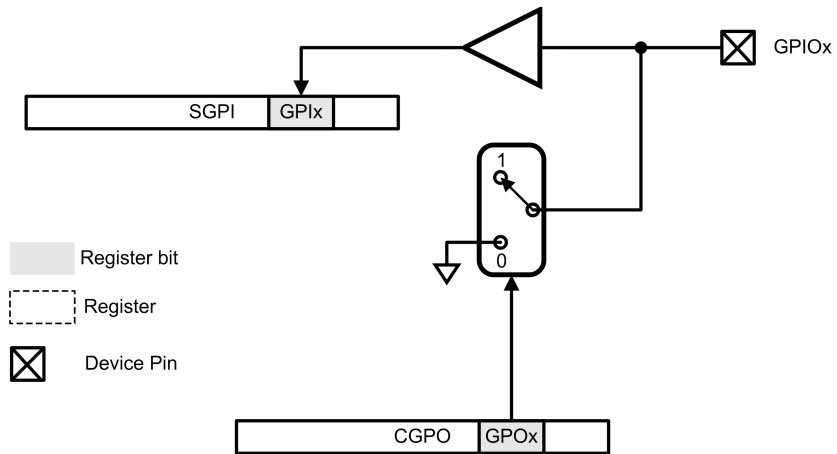 GPIOx
SGPI GPIx
1
0
Register bit
Register
Device Pin
CGPO GPOx